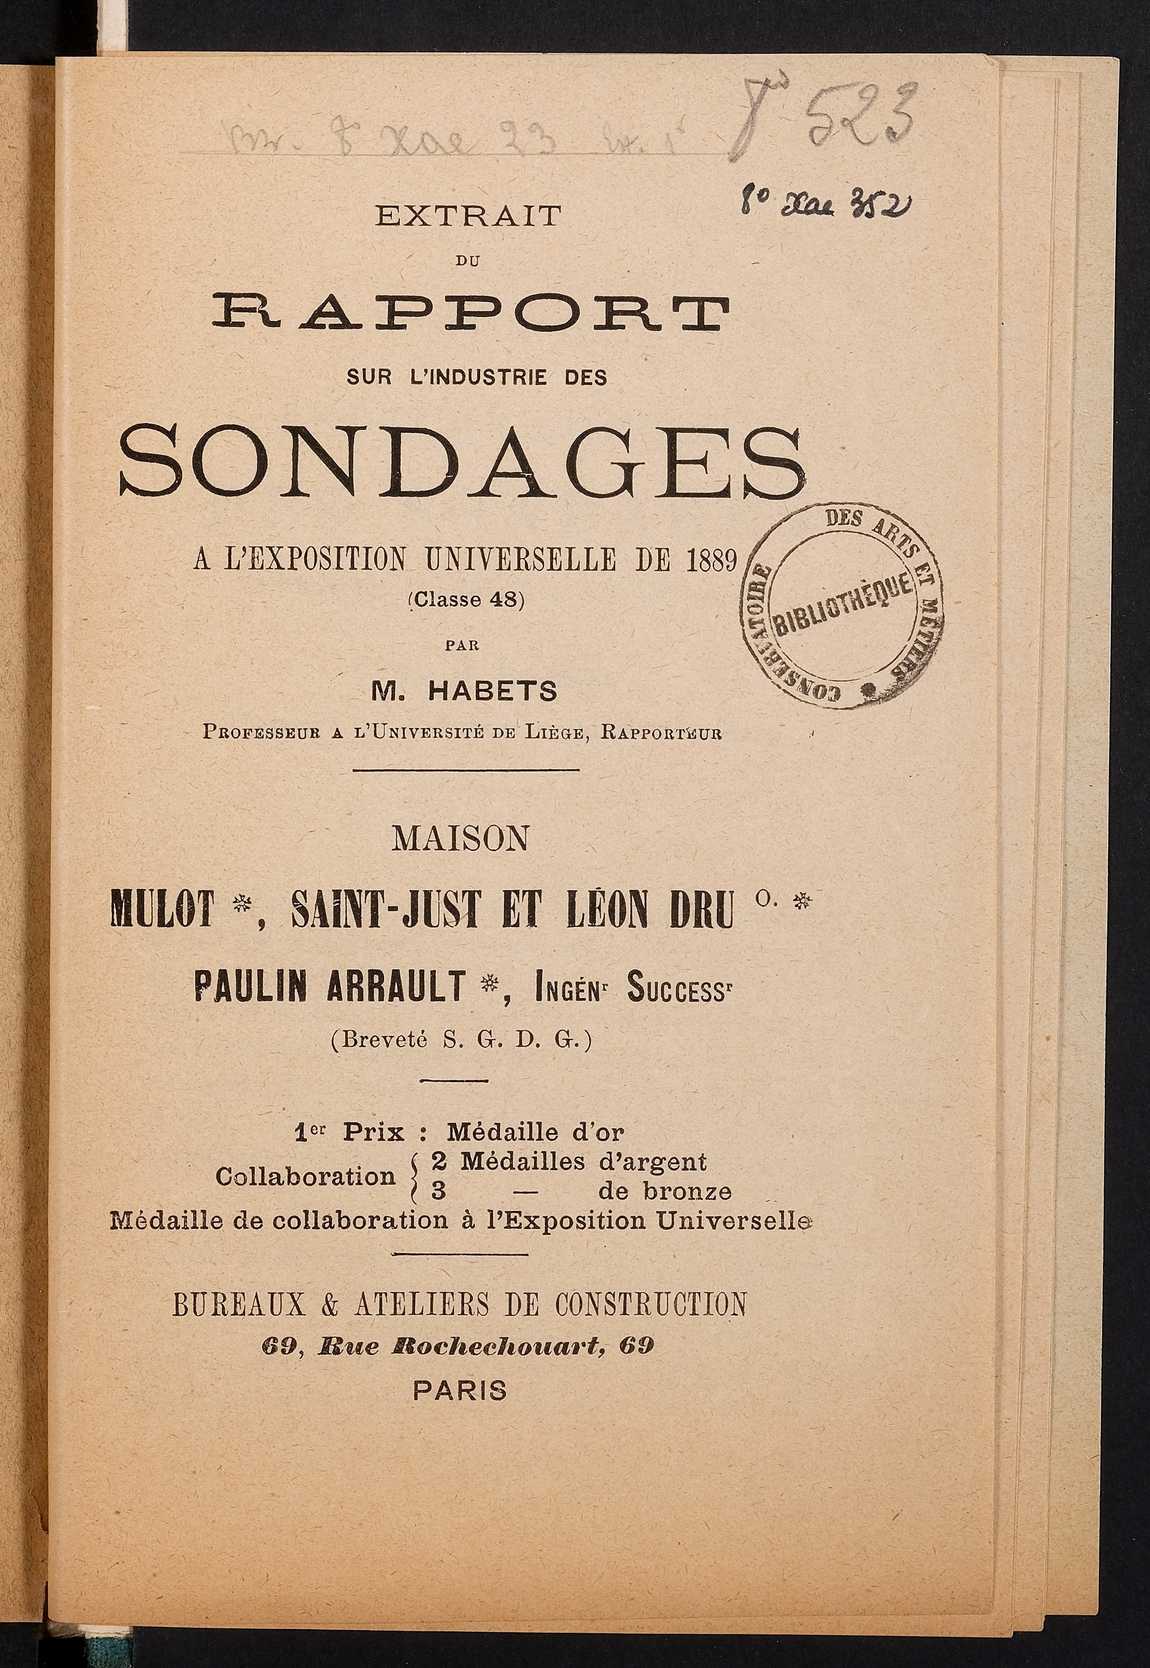 8° 523
8° Xae 352
EXTRAIT
DU
RAPPORT
SUR L'INDUSTRIE DES
SONDAGES
A L'EXPOSITION UNIVERSELLE DE 1889
(Classe 48)
PAR
M. HABETS
PROFESSEUR A L'UNIVERSITÉ DE LIÈGE, RAPPORTEUR
CONSERVATOIRE DES ARTS ET MÉTIERS
BIBLIOTHÈQUE
MAISON
MULOT *, SAINT-JUST ET LÉON DRU O. *
PAULIN ARRAULT *, INGÉNr SUCCESSr
(Breveté S. G. D. G.)
1er Prix : Médaille d'or
Collaboration { 2 Médailles d'argent
3 — de bronze
Médaille de collaboration à l'Exposition Universelle
BUREAUX & ATELIERS DE CONSTRUCTION
69, Rue Rochechouart, 69
PARIS